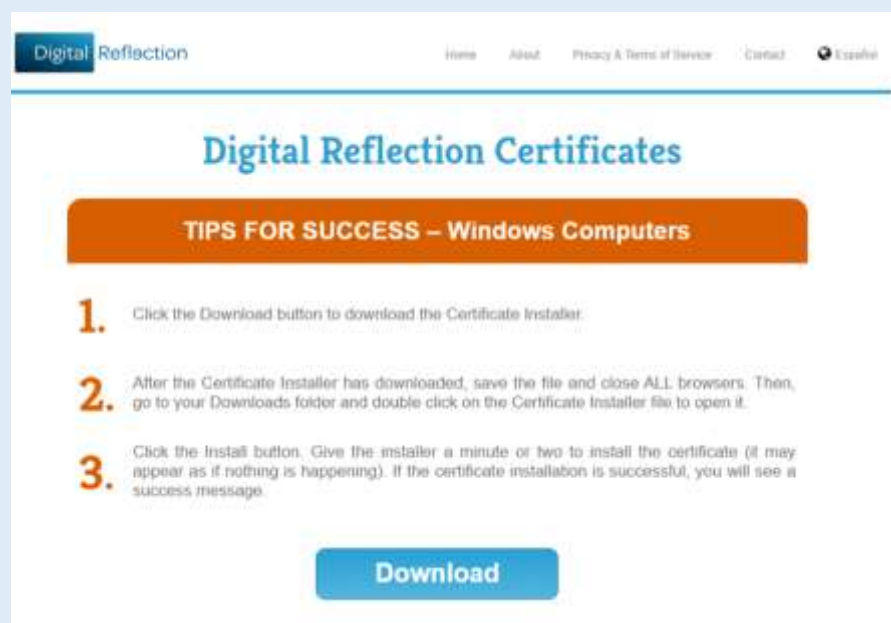 Digital Reflection
Home About Privacy & Terms of Service Contact Español
Digital Reflection Certificates
TIPS FOR SUCCESS – Windows Computers
1. Click the Download button to download the Certificate Installer.
2. After the Certificate Installer has downloaded, save the file and close ALL browsers. Then,
go to your Downloads folder and double click on the Certificate Installer file to open it.
3. Click the Install button. Give the installer a minute or two to install the certificate (it may
appear as if nothing is happening). If the certificate installation is successful, you will see a
success message.
Download